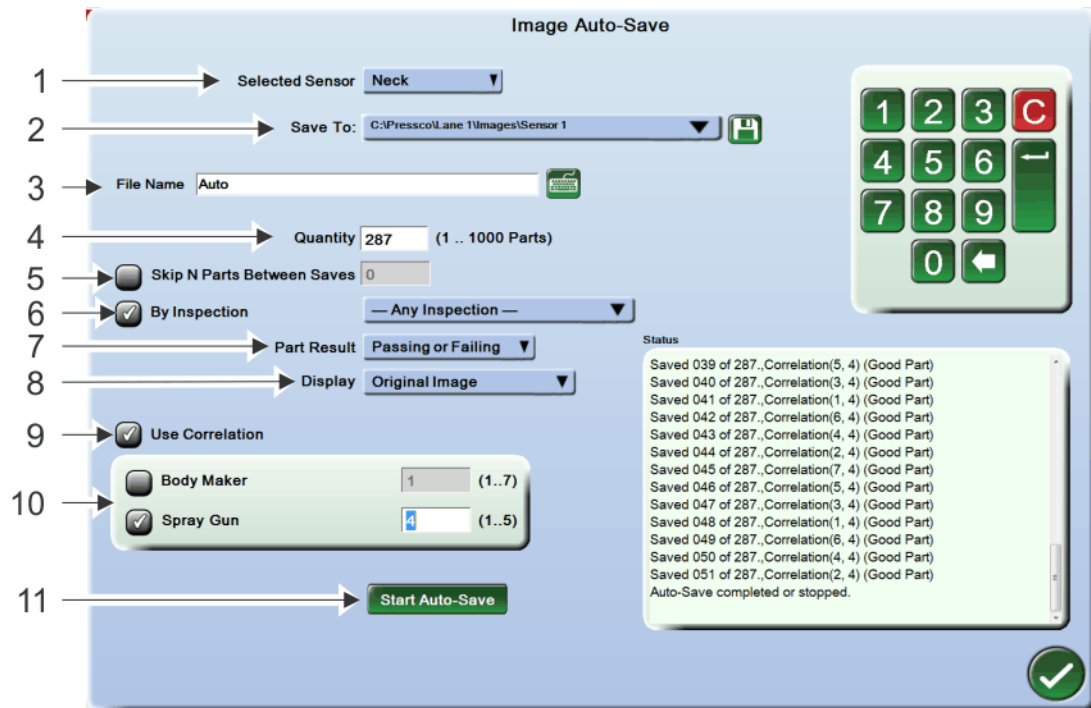 Image Auto-Save
1 Selected Sensor Neck
2 Save To: C:\Pressco\Lane 1\Images\Sensor 1
3 File Name Auto
4 Quantity 287 (1 .. 1000 Parts)
5 Skip N Parts Between Saves 0
6 By Inspection — Any Inspection —
7 Part Result Passing or Failing
8 Display Original Image
9 Use Correlation
10
Body Maker 1 (1..7)
Spray Gun 4 (1..5)
11 Start Auto-Save
1 2 3 C
4 5 6
7 8 9
0
Status
Saved 039 of 287.,Correlation(5, 4) (Good Part)
Saved 040 of 287.,Correlation(3, 4) (Good Part)
Saved 041 of 287.,Correlation(1, 4) (Good Part)
Saved 042 of 287.,Correlation(6, 4) (Good Part)
Saved 043 of 287.,Correlation(4, 4) (Good Part)
Saved 044 of 287.,Correlation(2, 4) (Good Part)
Saved 045 of 287.,Correlation(7, 4) (Good Part)
Saved 046 of 287.,Correlation(5, 4) (Good Part)
Saved 047 of 287.,Correlation(3, 4) (Good Part)
Saved 048 of 287.,Correlation(1, 4) (Good Part)
Saved 049 of 287.,Correlation(6, 4) (Good Part)
Saved 050 of 287.,Correlation(4, 4) (Good Part)
Saved 051 of 287.,Correlation(2, 4) (Good Part)
Auto-Save completed or stopped.